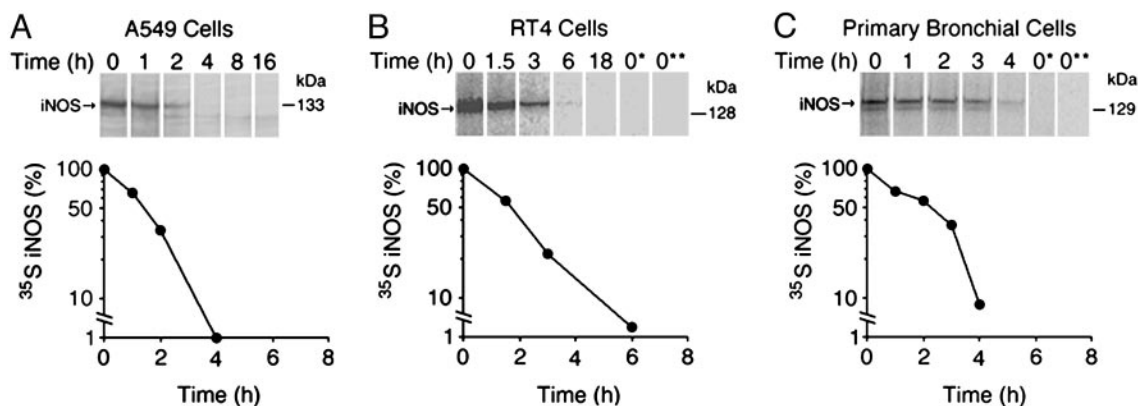 A
A549 Cells
Time (h) 0 1 2 4 8 16
kDa
iNOS→
–133
³⁵S iNOS (%)
100
50
10
1
0 2 4 6 8
Time (h)
B
RT4 Cells
Time (h) 0 1.5 3 6 18 0* 0**
kDa
iNOS→
–128
³⁵S iNOS (%)
100
50
10
1
0 2 4 6 8
Time (h)
C
Primary Bronchial Cells
Time (h) 0 1 2 3 4 0* 0**
kDa
iNOS→
–129
³⁵S iNOS (%)
100
50
10
1
0 2 4 6 8
Time (h)